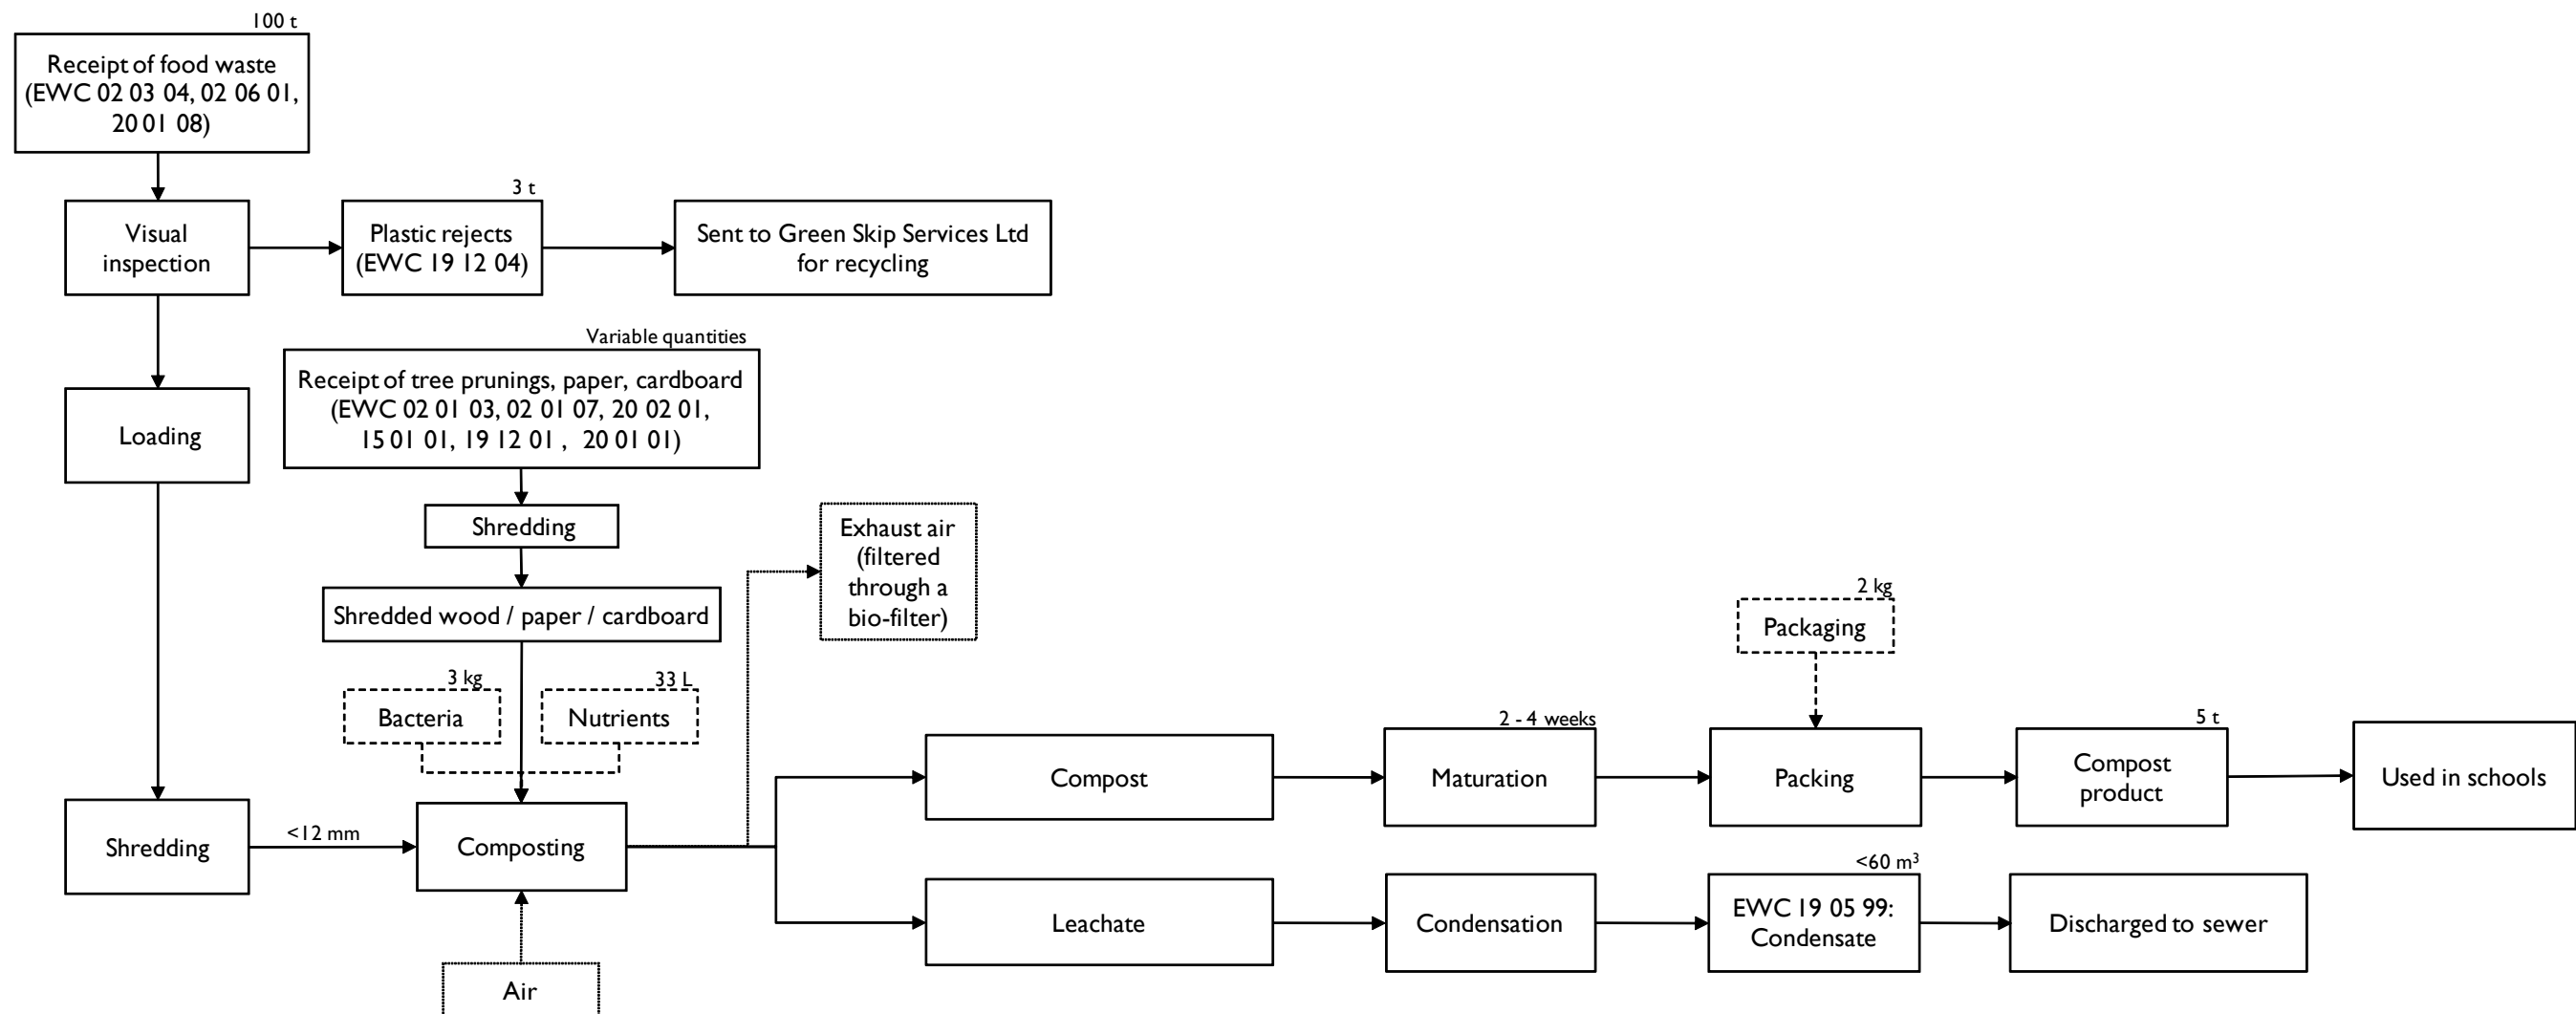 100 t
Receipt of food waste
(EWC 02 03 04, 02 06 01,
20 01 08)
Visual
inspection
3 t
Plastic rejects
(EWC 19 12 04)
Sent to Green Skip Services Ltd
for recycling
Loading
Variable quantities
Receipt of tree prunings, paper, cardboard
(EWC 02 01 03, 02 01 07, 20 02 01,
15 01 01, 19 12 01 , 20 01 01)
Shredding
Shredded wood / paper / cardboard
3 kg
Bacteria
33 L
Nutrients
Exhaust air
(filtered
through a
bio-filter)
Shredding
<12 mm
Composting
Air
Compost
2 - 4 weeks
Maturation
2 kg
Packaging
Packing
5 t
Compost
product
Used in schools
Leachate
Condensation
<60 m³
EWC 19 05 99:
Condensate
Discharged to sewer